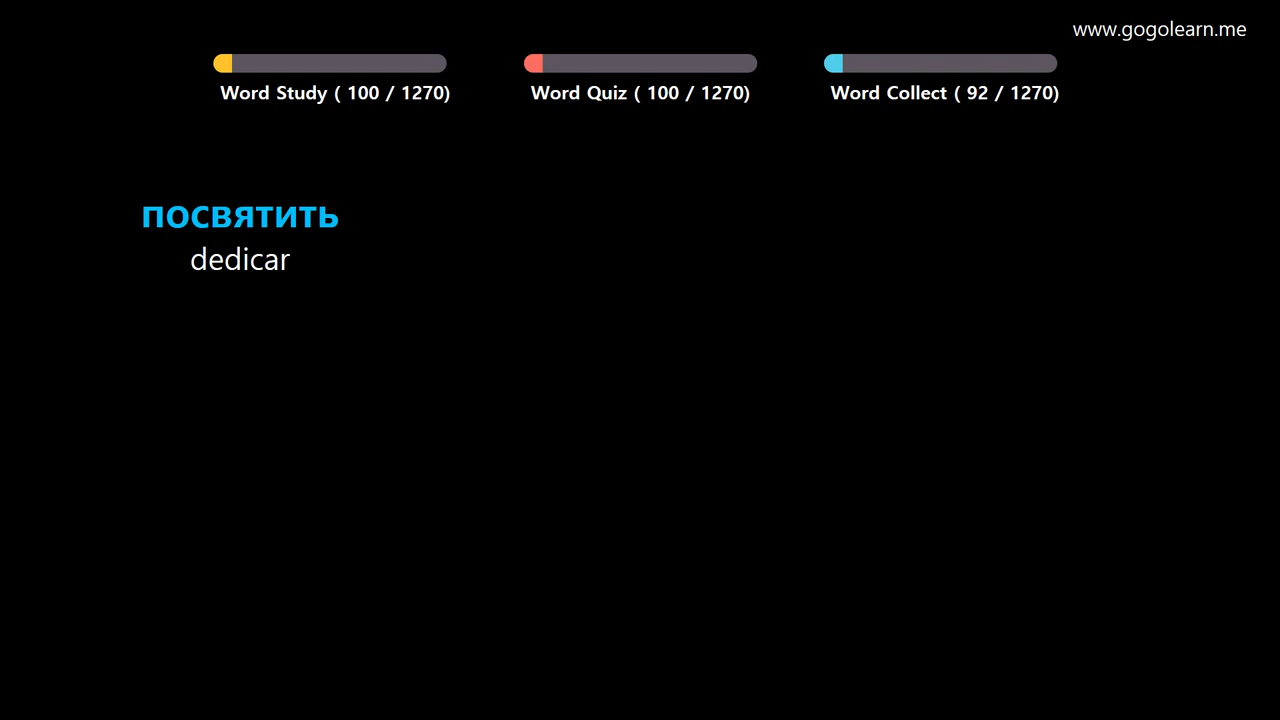 www.gogolearn.me
Word Study ( 100 / 1270)
Word Quiz ( 100 / 1270)
Word Collect ( 92 / 1270)
посвятить
dedicar